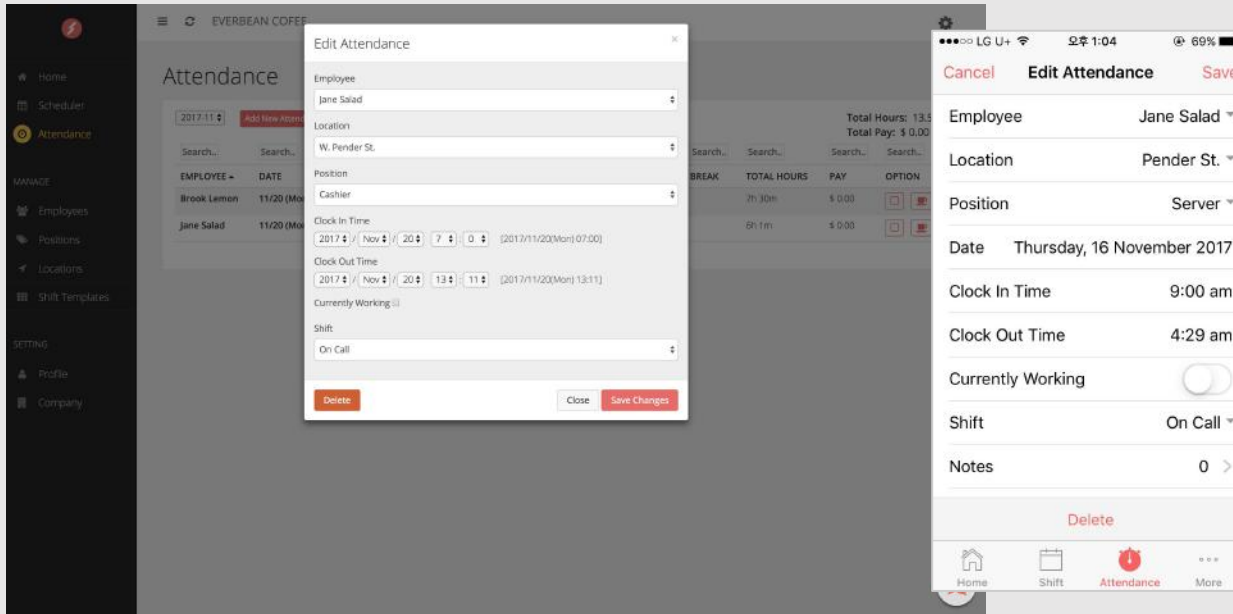 EVERBEAN COFFE
Home
Scheduler
Attendance
MANAGE
Employees
Positions
Locations
Shift Templates
SETTING
Profile
Company
Attendance
2017-11
Add New Attend
Total Hours: 13.5
Total Pay: $ 0.00
Search..
Search..
Search..
Search..
Search..
Search..
EMPLOYEE
DATE
BREAK
TOTAL HOURS
PAY
OPTION
Brook Lemon
11/20 (Mo
7h 30m
$ 0.00
Jane Salad
11/20 (Mo
6h 1m
$ 0.00
Edit Attendance
×
Employee
Jane Salad
Location
W. Pender St.
Position
Cashier
Clock In Time
2017 / Nov / 20 7 : 0 [2017/11/20(Mon) 07:00]
Clock Out Time
2017 / Nov / 20 13 : 11 [2017/11/20(Mon) 13:11]
Currently Working
Shift
On Call
Delete
Close
Save Changes
LG U+ 오후 1:04 69%
Cancel Edit Attendance Save
Employee Jane Salad
Location Pender St.
Position Server
Date Thursday, 16 November 2017
Clock In Time 9:00 am
Clock Out Time 4:29 am
Currently Working
Shift On Call
Notes 0 >
Delete
Home Shift Attendance More